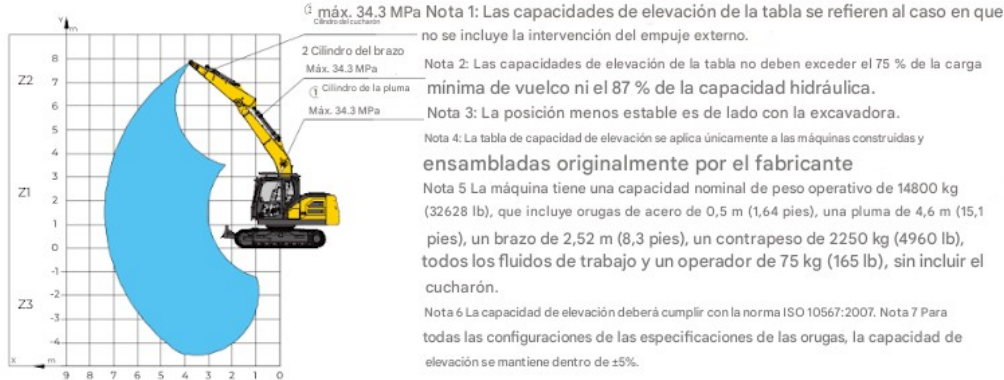 máx. 34.3 MPa
Cilindro del cucharón
2 Cilindro del brazo
Máx. 34.3 MPa
① Cilindro de la pluma
Máx. 34.3 MPa
Y m
8
7
6
5
4
3
2
1
0
-1
-2
-3
-4
Z2
Z1
Z3
X m
9 8 7 6 5 4 3 2 1 0
Nota 1: Las capacidades de elevación de la tabla se refieren al caso en que
no se incluye la intervención del empuje externo.
Nota 2: Las capacidades de elevación de la tabla no deben exceder el 75 % de la carga
mínima de vuelco ni el 87 % de la capacidad hidráulica.
Nota 3: La posición menos estable es de lado con la excavadora.
Nota 4: La tabla de capacidad de elevación se aplica únicamente a las máquinas construidas y
ensambladas originalmente por el fabricante
Nota 5 La máquina tiene una capacidad nominal de peso operativo de 14800 kg
(32628 lb), que incluye orugas de acero de 0,5 m (1,64 pies), una pluma de 4,6 m (15,1
pies), un brazo de 2,52 m (8,3 pies), un contrapeso de 2250 kg (4960 lb),
todos los fluidos de trabajo y un operador de 75 kg (165 lb), sin incluir el
cucharón.
Nota 6 La capacidad de elevación deberá cumplir con la norma ISO 10567:2007. Nota 7 Para
todas las configuraciones de las especificaciones de las orugas, la capacidad de
elevación se mantiene dentro de ±5%.